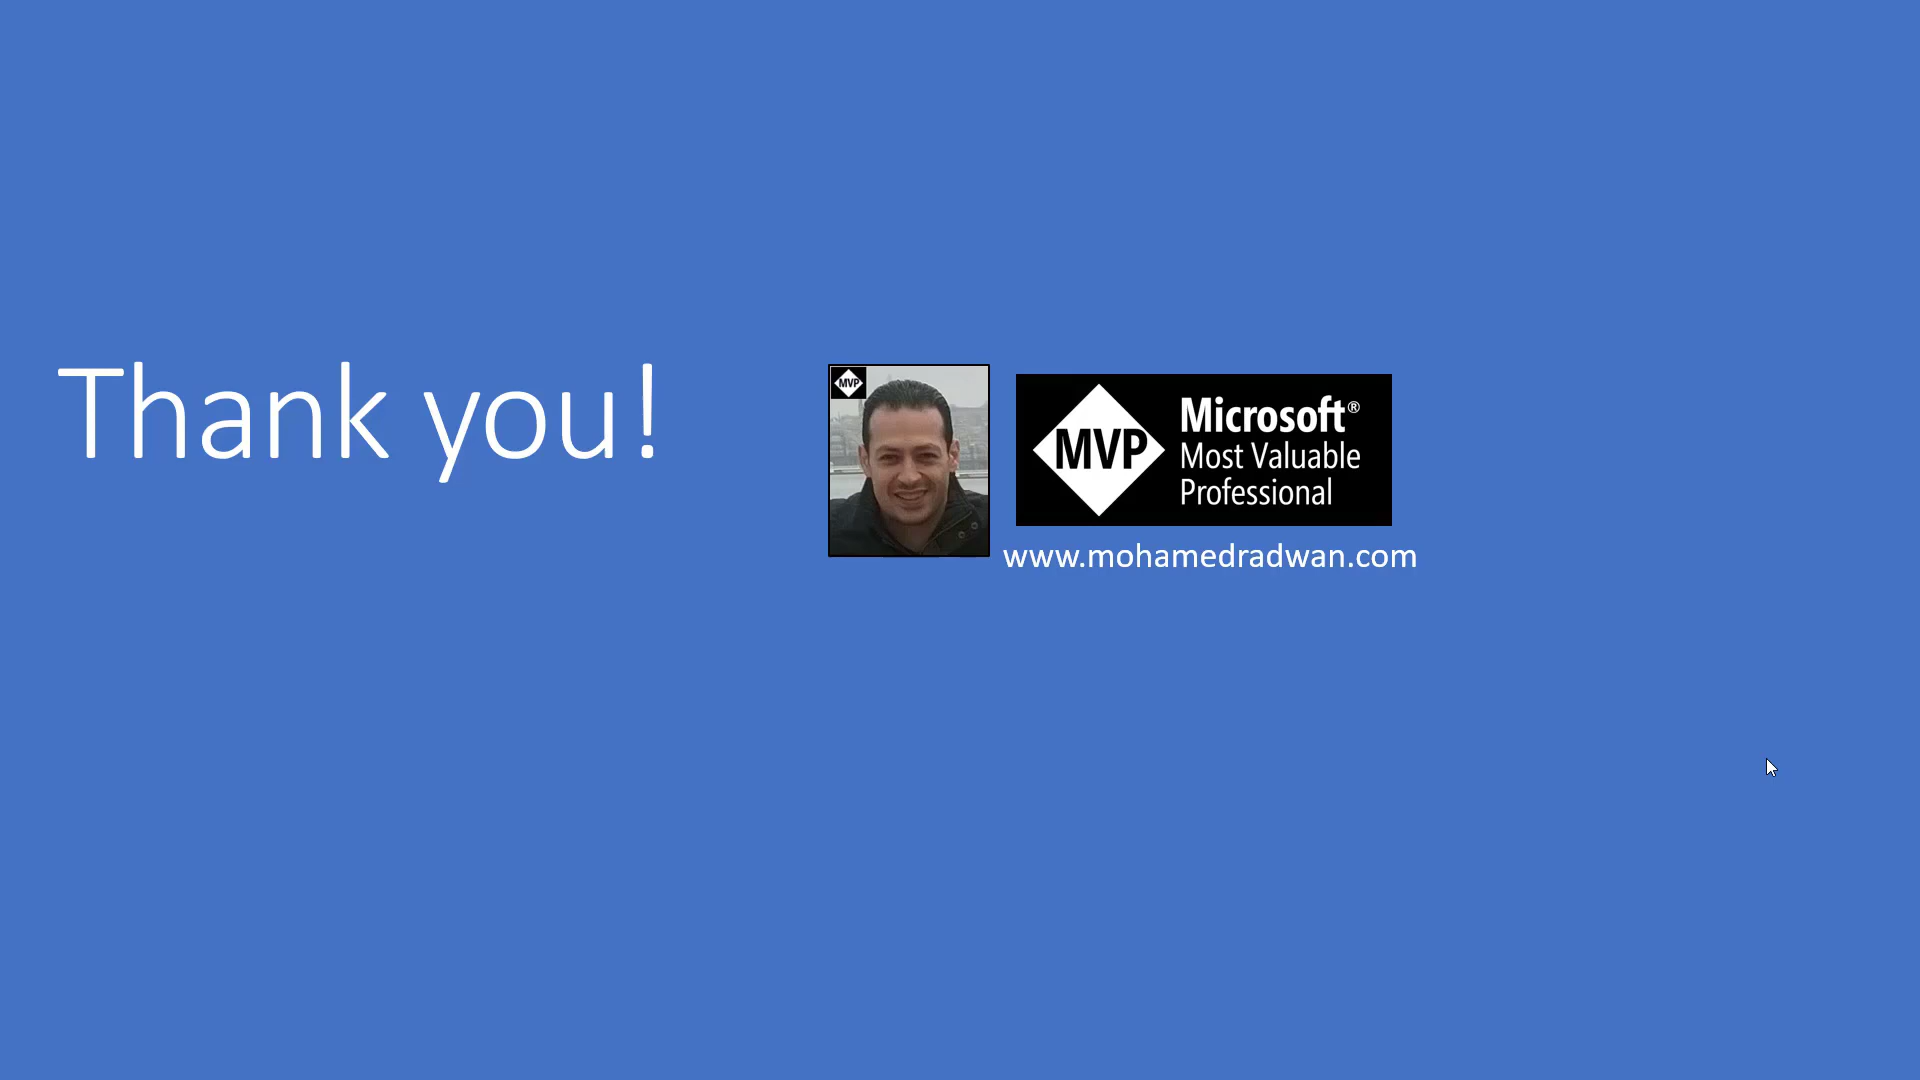 Thank you!
MVP
MVP
Microsoft®
Most Valuable
Professional
www.mohamedradwan.com